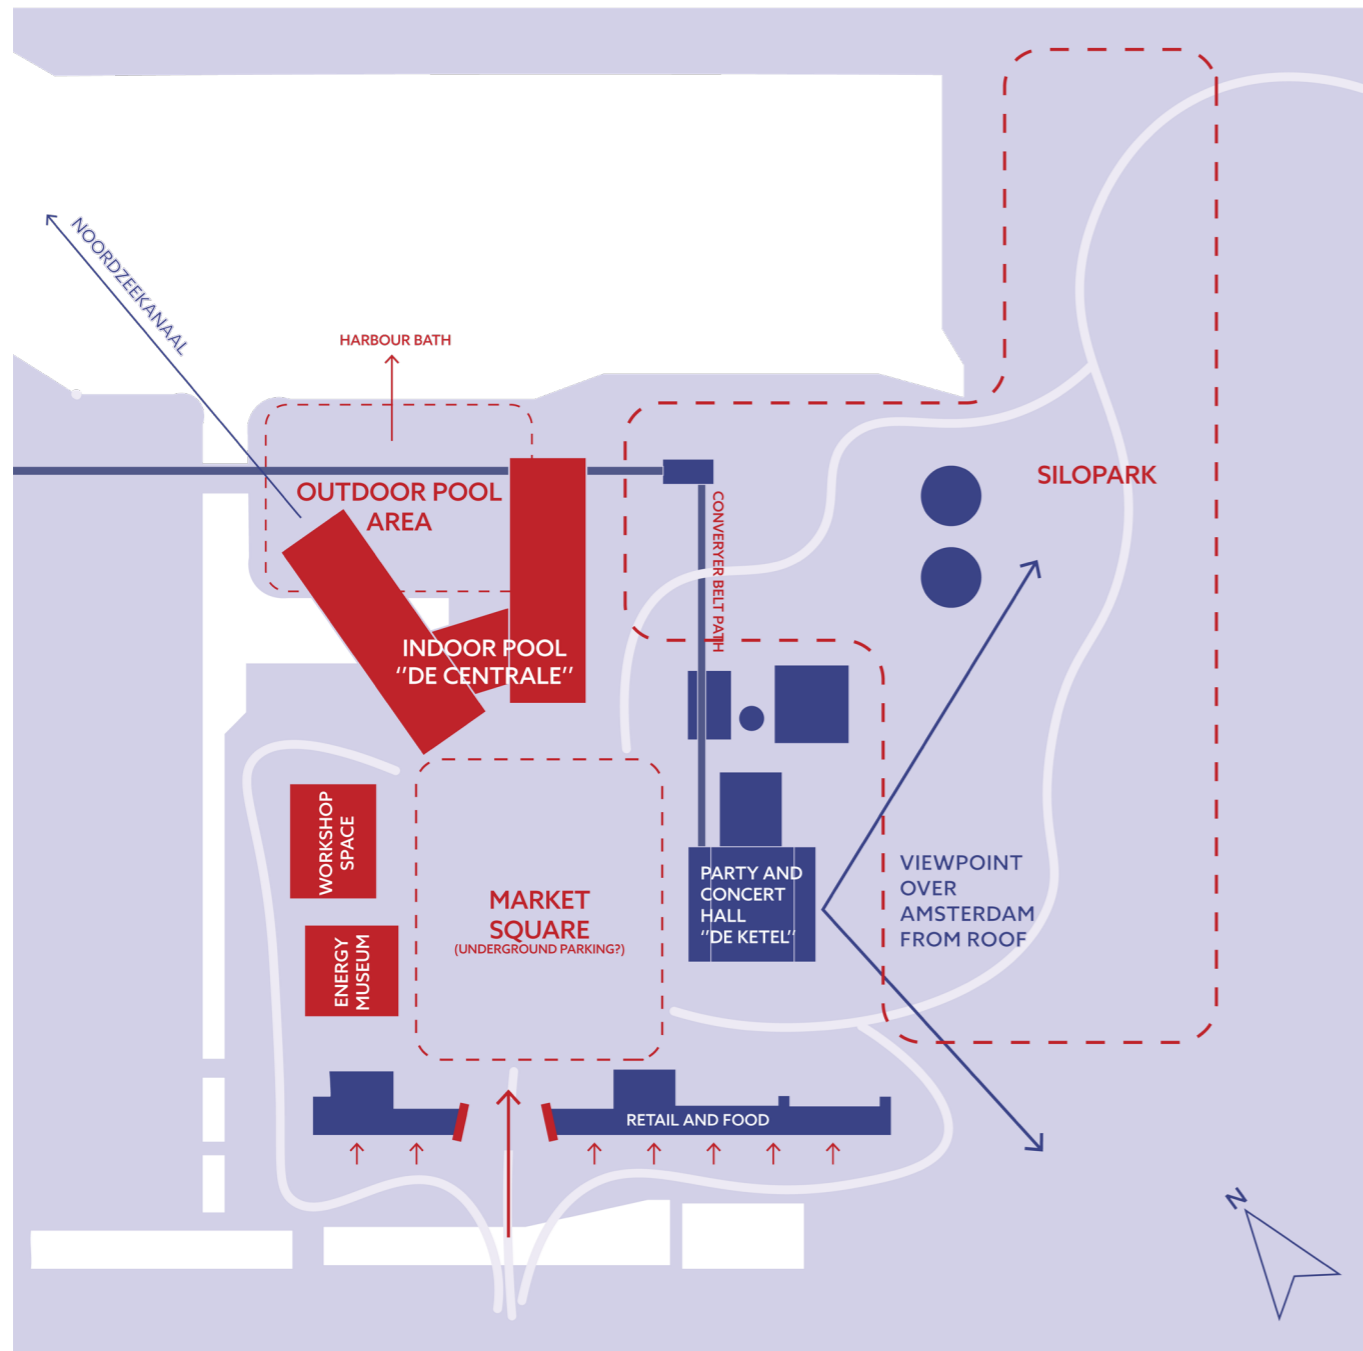 NOORDZEEKANAAL
HARBOUR BATH
OUTDOOR POOL
AREA
SILOPARK
CONVERYER BELT PATH
INDOOR POOL
''DE CENTRALE''
WORKSHOP
SPACE
MARKET
SQUARE
(UNDERGROUND PARKING?)
PARTY AND
CONCERT
HALL
''DE KETEL''
VIEWPOINT
OVER
AMSTERDAM
FROM ROOF
ENERGY
MUSEUM
RETAIL AND FOOD
N